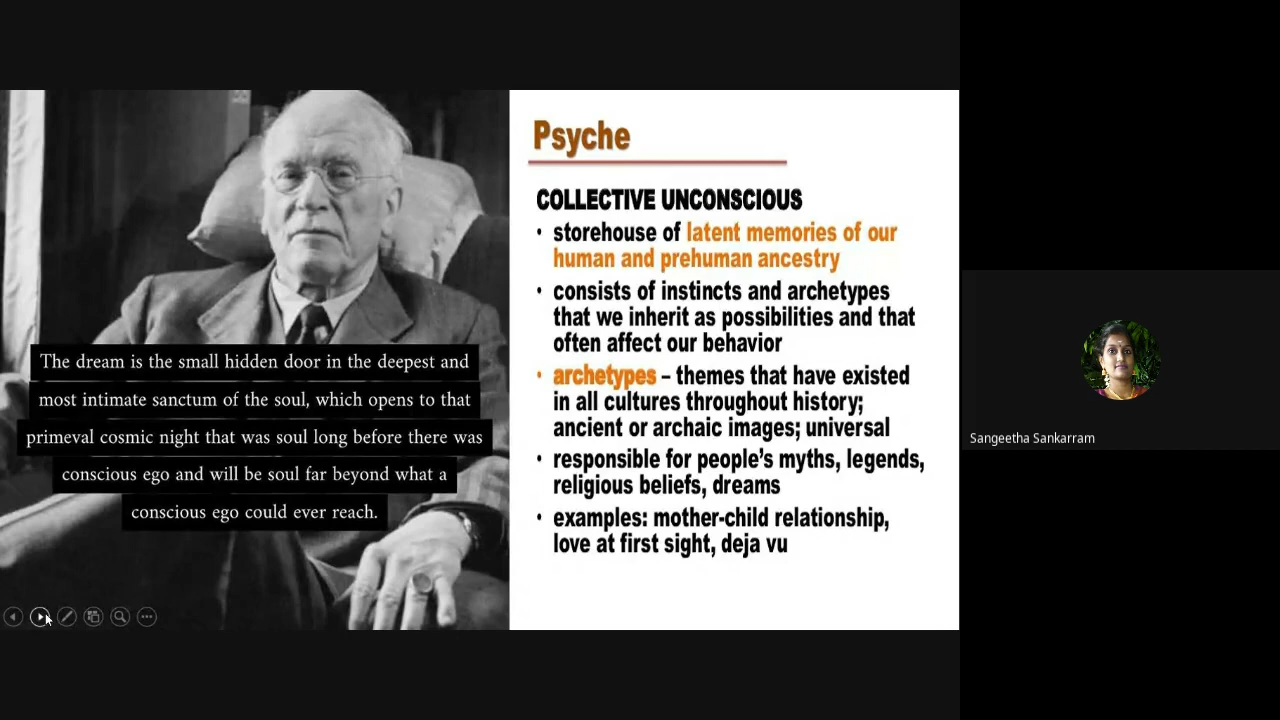 The dream is the small hidden door in the deepest and
most intimate sanctum of the soul, which opens to that
primeval cosmic night that was soul long before there was
conscious ego and will be soul far beyond what a
conscious ego could ever reach.
Psyche
COLLECTIVE UNCONSCIOUS
• storehouse of latent memories of our
human and prehuman ancestry
• consists of instincts and archetypes
that we inherit as possibilities and that
often affect our behavior
• archetypes – themes that have existed
in all cultures throughout history;
ancient or archaic images; universal
• responsible for people’s myths, legends,
religious beliefs, dreams
• examples: mother-child relationship,
love at first sight, deja vu
Sangeetha Sankarram